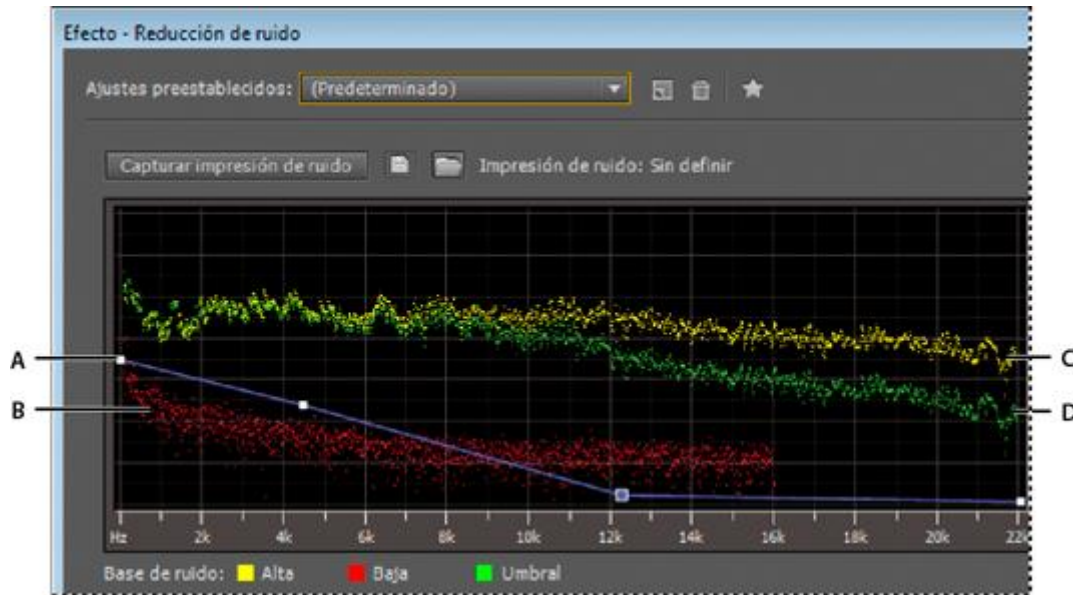 Efecto - Reducción de ruido
Ajustes preestablecidos: (Predeterminado)
Capturar impresión de ruido Impresión de ruido: Sin definir
A
C
B
D
Hz 2k 4k 6k 8k 10k 12k 14k 16k 18k 20k 22k
Base de ruido: Alta Baja Umbral